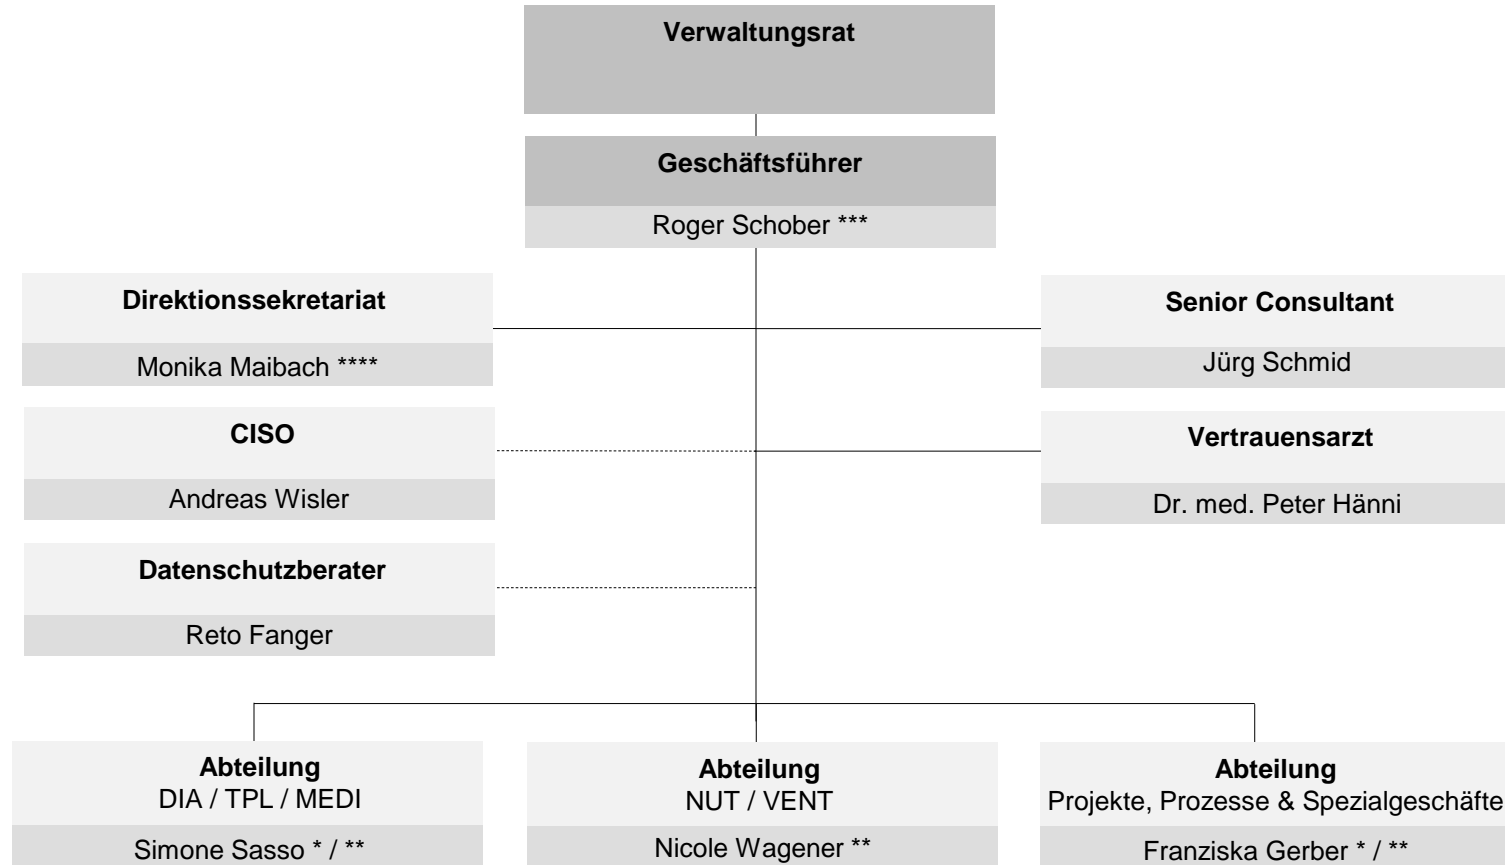 Verwaltungsrat
Geschäftsführer
Roger Schober ***
Direktionssekretariat
Monika Maibach ****
Senior Consultant
Jürg Schmid
CISO
Andreas Wisler
Vertrauensarzt
Dr. med. Peter Hänni
Datenschutzberater
Reto Fanger
Abteilung
DIA / TPL / MEDI
Simone Sasso * / **
Abteilung
NUT / VENT
Nicole Wagener **
Abteilung
Projekte, Prozesse & Spezialgeschäfte
Franziska Gerber * / **